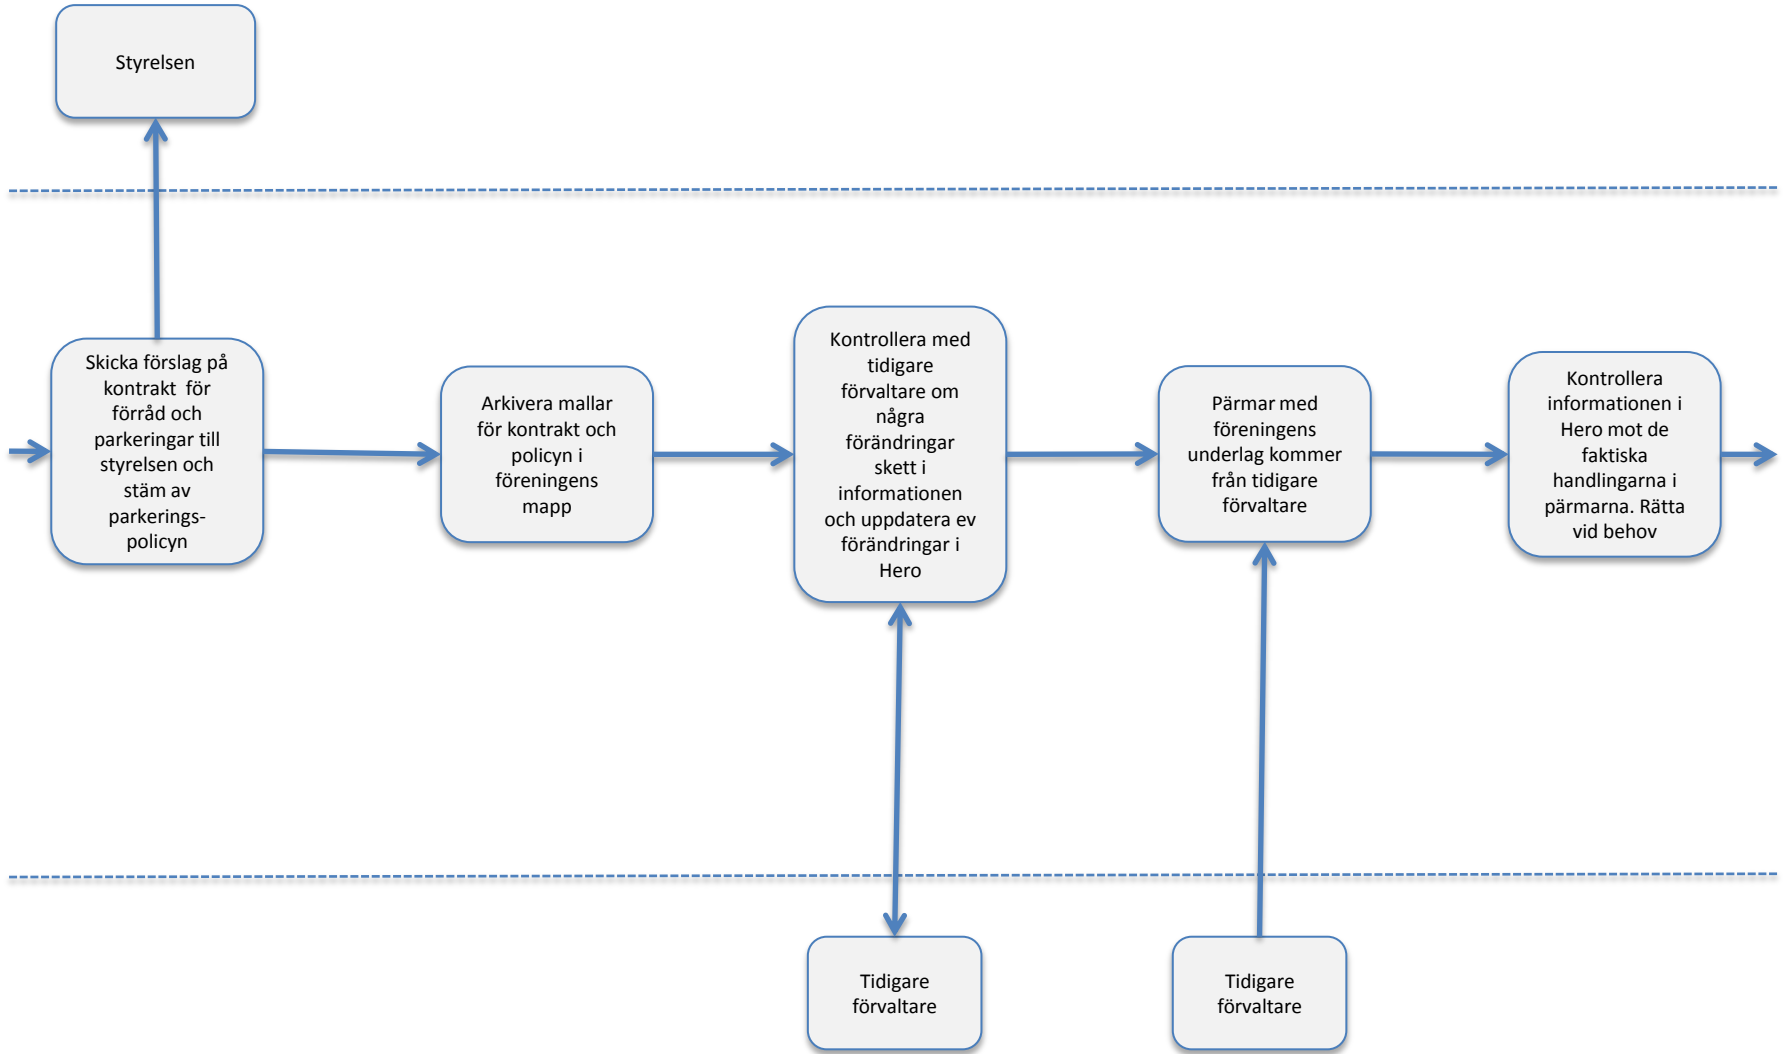 Styrelsen
Skicka förslag på
kontrakt  för
förråd och
parkeringar till
styrelsen och
stäm av
parkerings-
policyn
Arkivera mallar
för kontrakt och
policyn i
föreningens
mapp
Kontrollera med
tidigare
förvaltare om
några
förändringar
skett i
informationen
och uppdatera ev
förändringar i
Hero
Pärmar med
föreningens
underlag kommer
från tidigare
förvaltare
Kontrollera
informationen i
Hero mot de
faktiska
handlingarna i
pärmarna. Rätta
vid behov
Tidigare
förvaltare
Tidigare
förvaltare